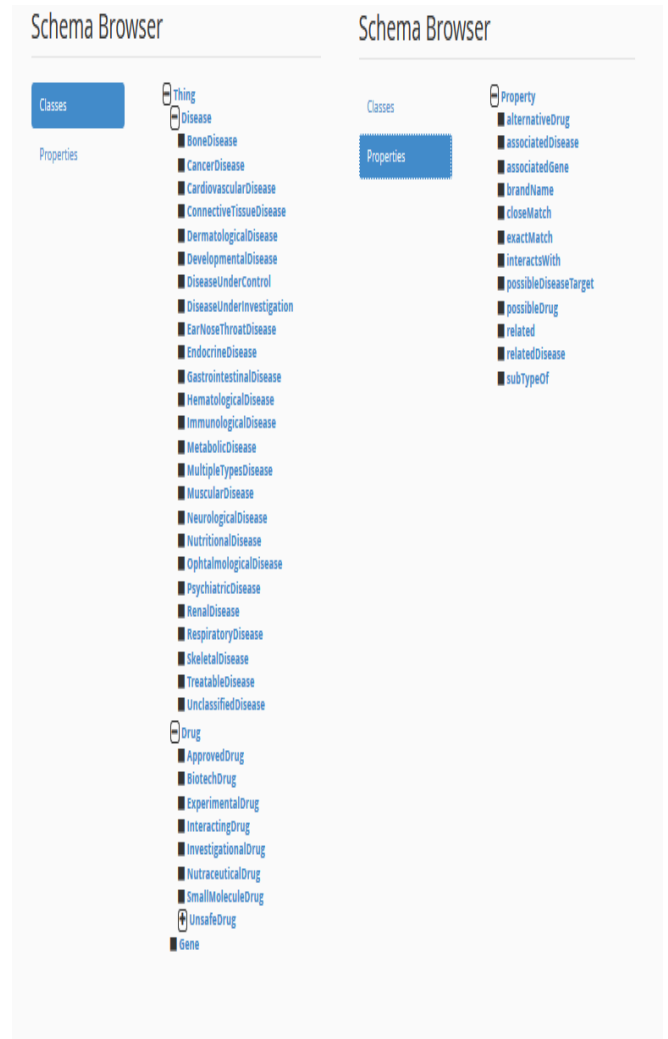 Schema Browser
Classes
Properties
Thing
Disease
BoneDisease
CancerDisease
CardiovascularDisease
ConnectiveTissueDisease
DermatologicalDisease
DevelopmentalDisease
DiseaseUnderControl
DiseaseUnderInvestigation
EarNoseThroatDisease
EndocrineDisease
GastrointestinalDisease
HematologicalDisease
ImmunologicalDisease
MetabolicDisease
MultipleTypesDisease
MuscularDisease
NeurologicalDisease
NutritionalDisease
OphtalmologicalDisease
PsychiatricDisease
RenalDisease
RespiratoryDisease
SkeletalDisease
TreatableDisease
UnclassifiedDisease
Drug
ApprovedDrug
BiotechDrug
ExperimentalDrug
InteractingDrug
InvestigationalDrug
NutraceuticalDrug
SmallMoleculeDrug
UnsafeDrug
Gene
Schema Browser
Classes
Properties
Property
alternativeDrug
associatedDisease
associatedGene
brandName
closeMatch
exactMatch
interactsWith
possibleDiseaseTarget
possibleDrug
related
relatedDisease
subTypeOf